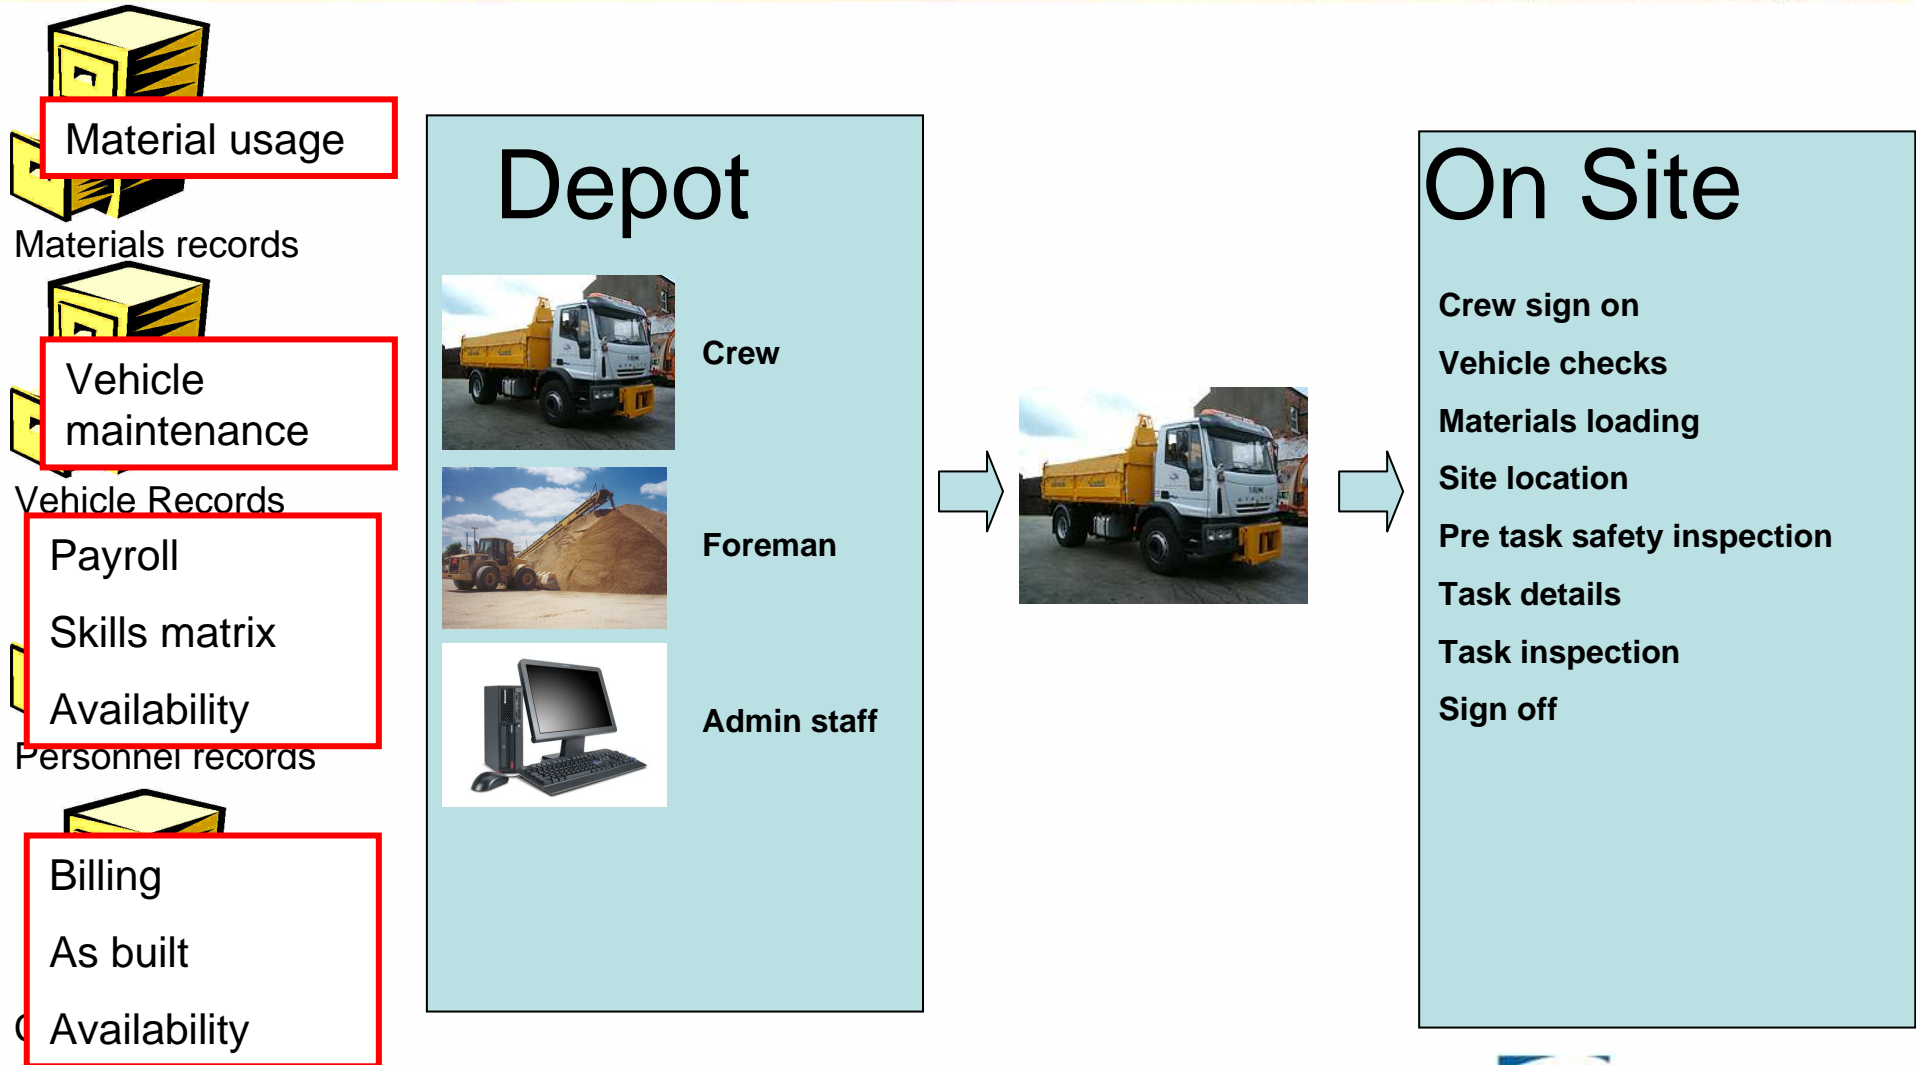 Material usage
Materials records
Vehicle
maintenance
Vehicle Records
Payroll
Skills matrix
Availability
Personnel records
Billing
As built
Availability
Depot
Crew
Foreman
Admin staff
On Site
Crew sign on
Vehicle checks
Materials loading
Site location
Pre task safety inspection
Task details
Task inspection
Sign off